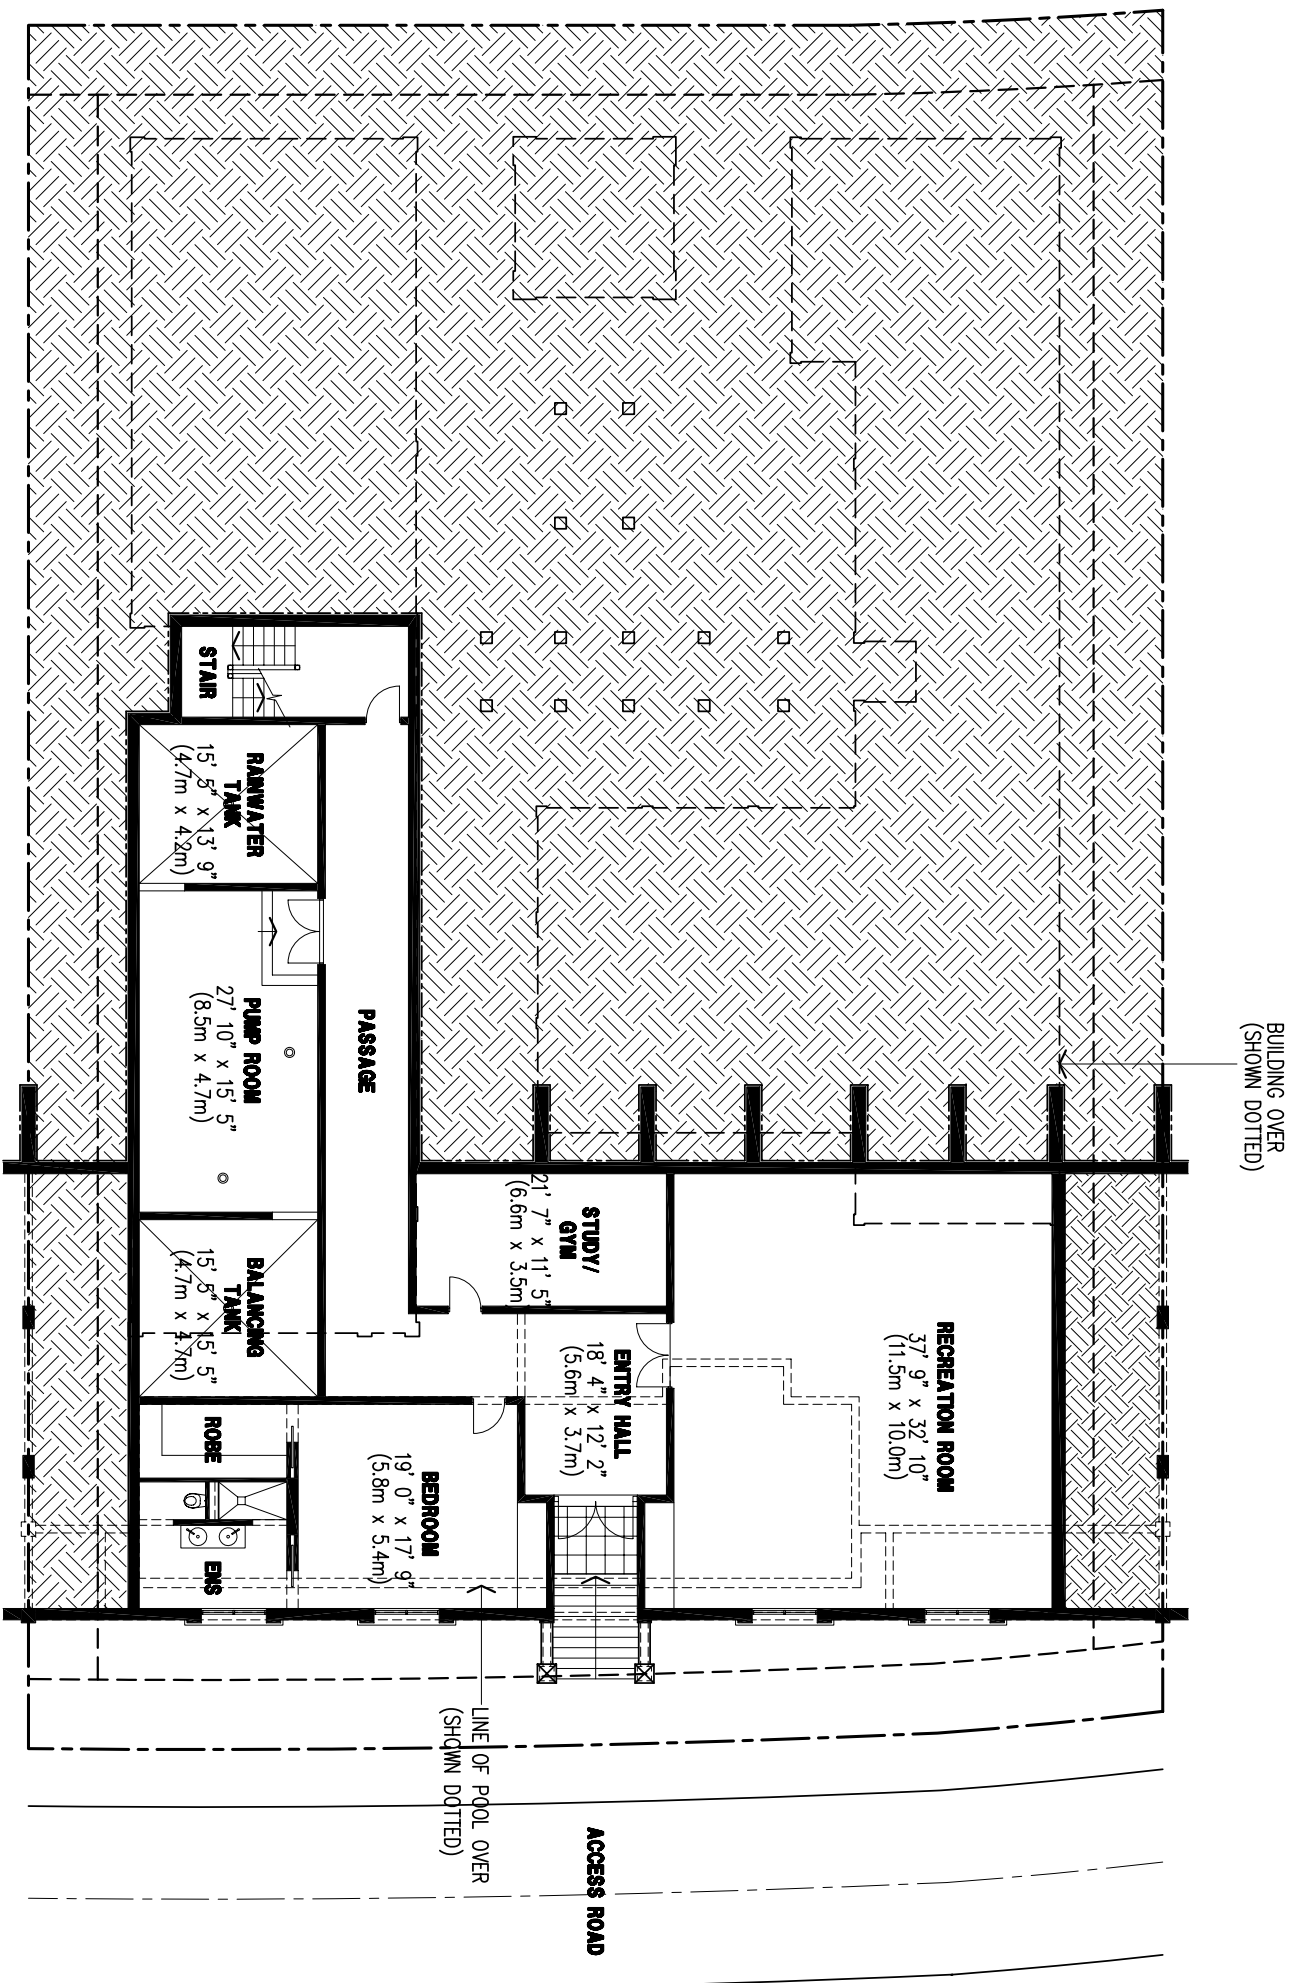 BUILDING OVER
(SHOWN DOTTED)
RECREATION ROOM
37' 9" x 32' 10"
(11.5m x 10.0m)
STUDY/
GYM
21' 7" x 11' 5"
(6.6m x 3.5m)
ENTRY HALL
18' 4" x 12' 2"
(5.6m x 3.7m)
ACCESS ROAD
LINE OF POOL OVER
(SHOWN DOTTED)
BEDROOM
19' 0" x 17' 9"
(5.8m x 5.4m)
PASSAGE
STAIR
RAINWATER
TANK
15' 5" x 13' 9"
(4.7m x 4.2m)
PUMP ROOM
27' 10" x 15' 5"
(8.5m x 4.7m)
BALANCING
TANK
15' 5" x 15' 5"
(4.7m x 4.7m)
ROBE
ENS